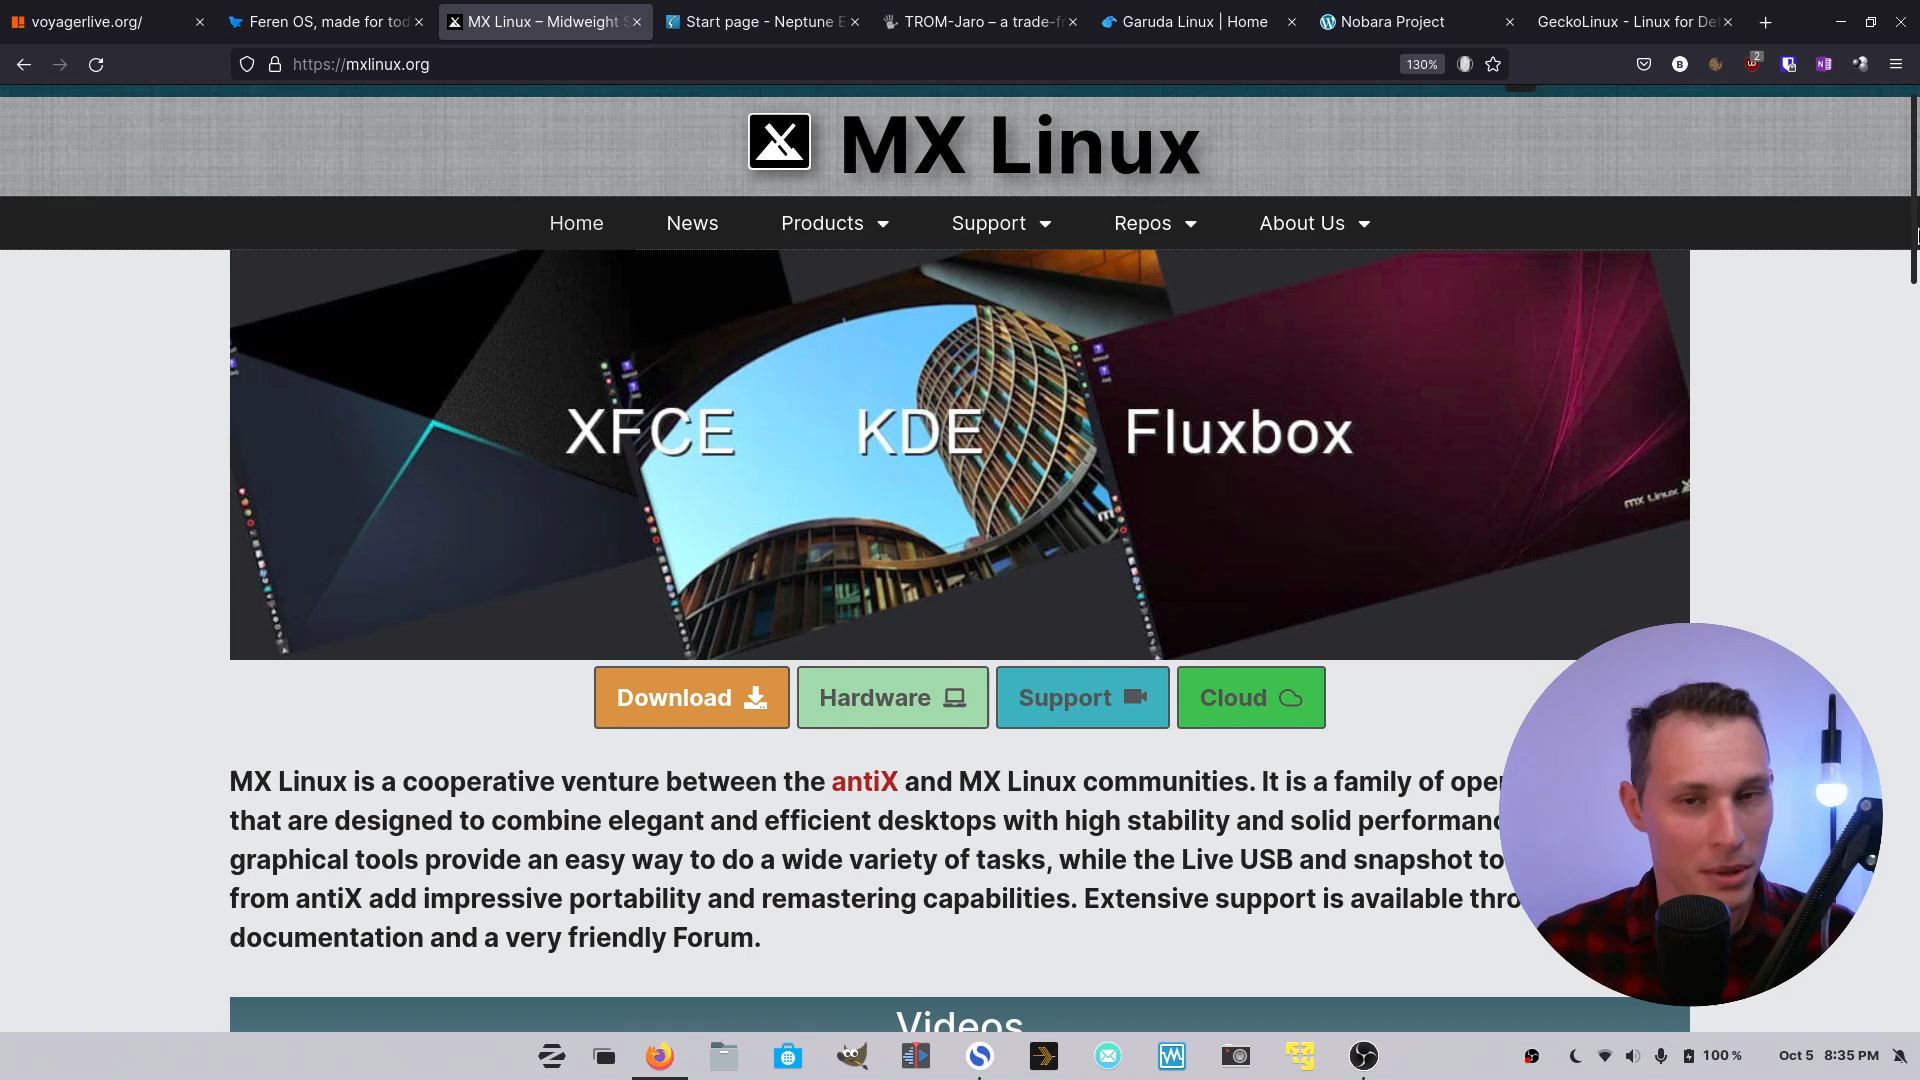 voyagerlive.org/
Feren OS, made for tod
MX Linux – Midweight S
Start page - Neptune E
TROM-Jaro – a trade-f
Garuda Linux | Home
Nobara Project
GeckoLinux - Linux for Det
https://mxlinux.org
130%
2
MX Linux
Home
News
Products
Support
Repos
About Us
XFCE
KDE
Fluxbox
mx Linux
Download
Hardware
Support
Cloud
MX Linux is a cooperative venture between the antiX and MX Linux communities. It is a family of oper
that are designed to combine elegant and efficient desktops with high stability and solid performanc
graphical tools provide an easy way to do a wide variety of tasks, while the Live USB and snapshot to
from antiX add impressive portability and remastering capabilities. Extensive support is available thro
documentation and a very friendly Forum.
Videos
100 %
Oct 5
8:35 PM